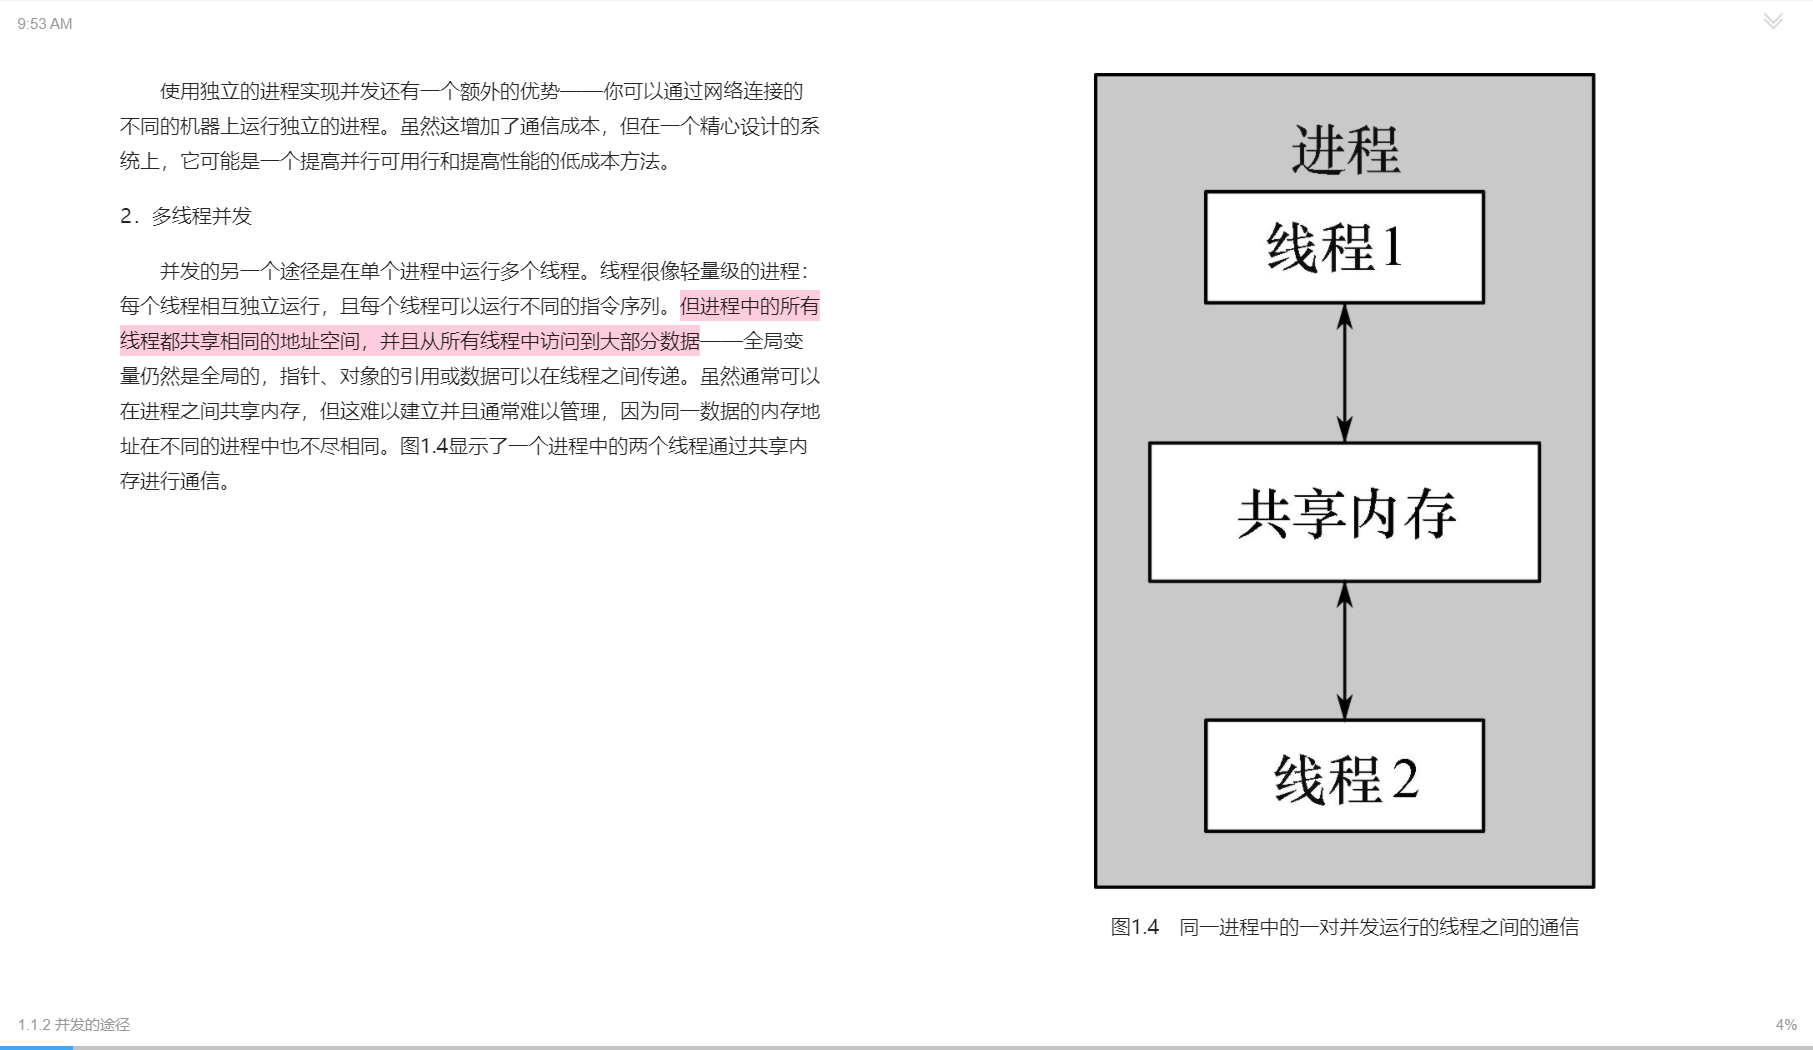 9:53 AM
使用独立的进程实现并发还有一个额外的优势——你可以通过网络连接的
不同的机器上运行独立的进程。虽然这增加了通信成本，但在一个精心设计的系
统上，它可能是一个提高并行可用行和提高性能的低成本方法。
2．多线程并发
并发的另一个途径是在单个进程中运行多个线程。线程很像轻量级的进程：
每个线程相互独立运行，且每个线程可以运行不同的指令序列。但进程中的所有
线程都共享相同的地址空间，并且从所有线程中访问到大部分数据——全局变
量仍然是全局的，指针、对象的引用或数据可以在线程之间传递。虽然通常可以
在进程之间共享内存，但这难以建立并且通常难以管理，因为同一数据的内存地
址在不同的进程中也不尽相同。图1.4显示了一个进程中的两个线程通过共享内
存进行通信。
进程
线程1
共享内存
线程2
图1.4 同一进程中的一对并发运行的线程之间的通信
1.1.2 并发的途径
4%